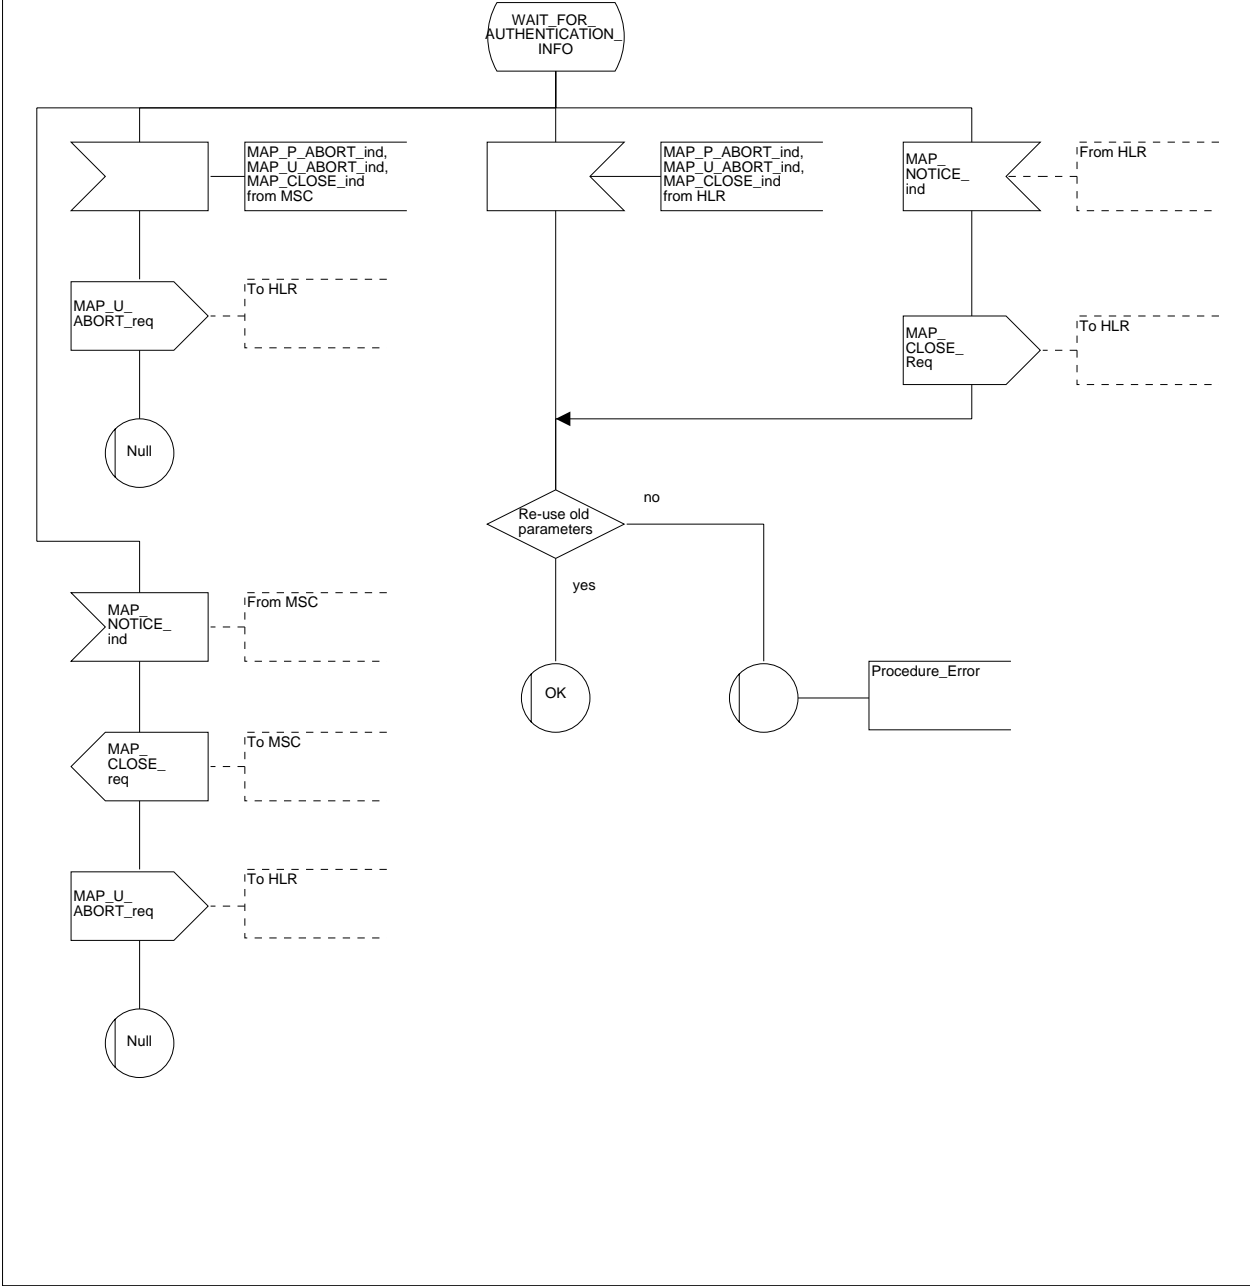 WAIT_FOR_
AUTHENTICATION_
INFO
MAP_P_ABORT_ind,
MAP_U_ABORT_ind,
MAP_CLOSE_ind
from MSC
MAP_P_ABORT_ind,
MAP_U_ABORT_ind,
MAP_CLOSE_ind
from HLR
MAP_
NOTICE_
ind
From HLR
MAP_U_
ABORT_req
To HLR
MAP_
CLOSE_
Req
To HLR
Null
Re-use old
parameters
no
yes
MAP_
NOTICE_
ind
From MSC
OK
Procedure_Error
MAP_
CLOSE_
req
To MSC
MAP_U_
ABORT_req
To HLR
Null